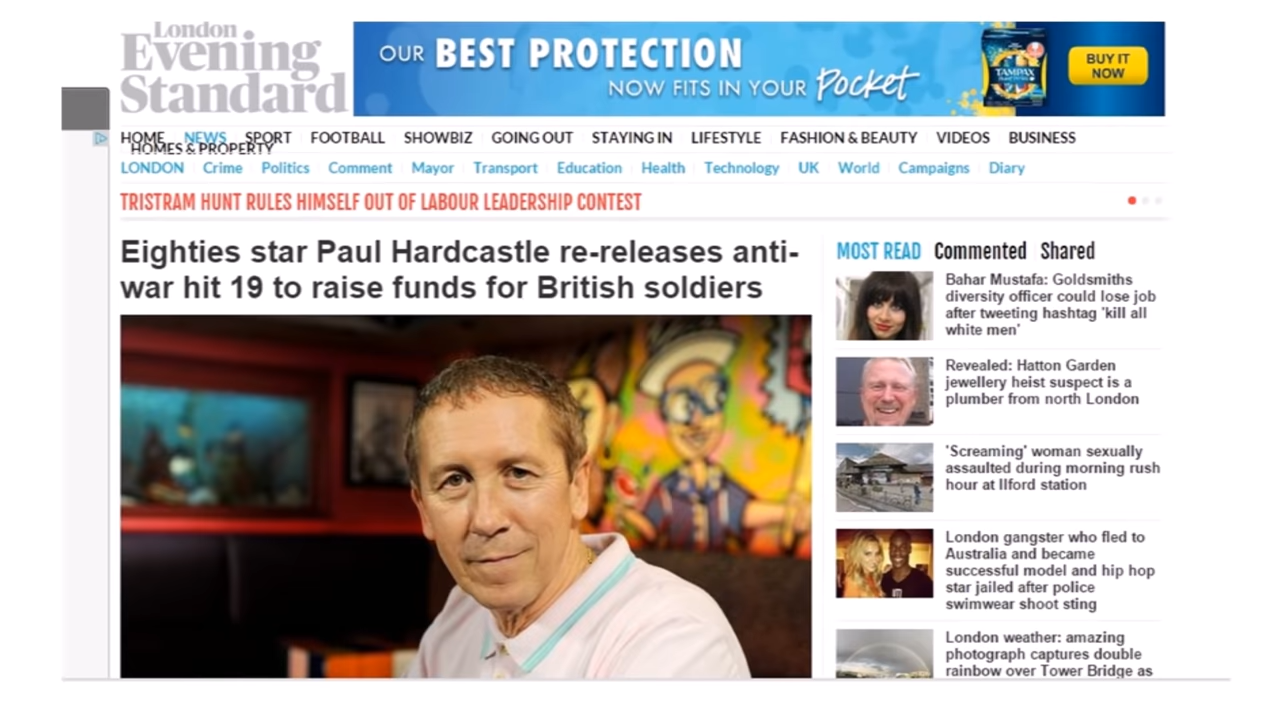 London
Evening
Standard
OUR BEST PROTECTION
NOW FITS IN YOUR Pocket
TAMPAX
BUY IT
NOW
HOME NEWS SPORT FOOTBALL SHOWBIZ GOING OUT STAYING IN LIFESTYLE FASHION & BEAUTY VIDEOS BUSINESS
HOMES & PROPERTY
LONDON Crime Politics Comment Mayor Transport Education Health Technology UK World Campaigns Diary
TRISTRAM HUNT RULES HIMSELF OUT OF LABOUR LEADERSHIP CONTEST
Eighties star Paul Hardcastle re-releases anti-
war hit 19 to raise funds for British soldiers
MOST READ Commented Shared
Bahar Mustafa: Goldsmiths
diversity officer could lose job
after tweeting hashtag 'kill all
white men'
Revealed: Hatton Garden
jewellery heist suspect is a
plumber from north London
'Screaming' woman sexually
assaulted during morning rush
hour at Ilford station
London gangster who fled to
Australia and became
successful model and hip hop
star jailed after police
swimwear shoot sting
London weather: amazing
photograph captures double
rainbow over Tower Bridge as